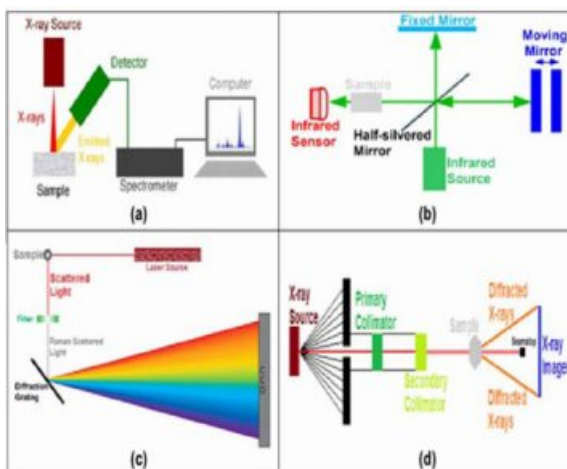 X-ray Source
Detector
Computer
X-rays
Emitted
X-rays
Sample
Spectrometer
(a)
Fixed Mirror
Moving
Mirror
Sample
Infrared
Sensor
Half-silvered
Mirror
Infrared
Source
(b)
Sample
Laser Source
Scattered
Light
Filter
Raman Scattered
Light
Diffraction
Grating
(c)
X-ray
Source
Primary
Collimator
Secondary
Collimator
Sample
Diffracted X-rays
Beamstop
X-ray
Imager
Diffracted X-rays
(d)